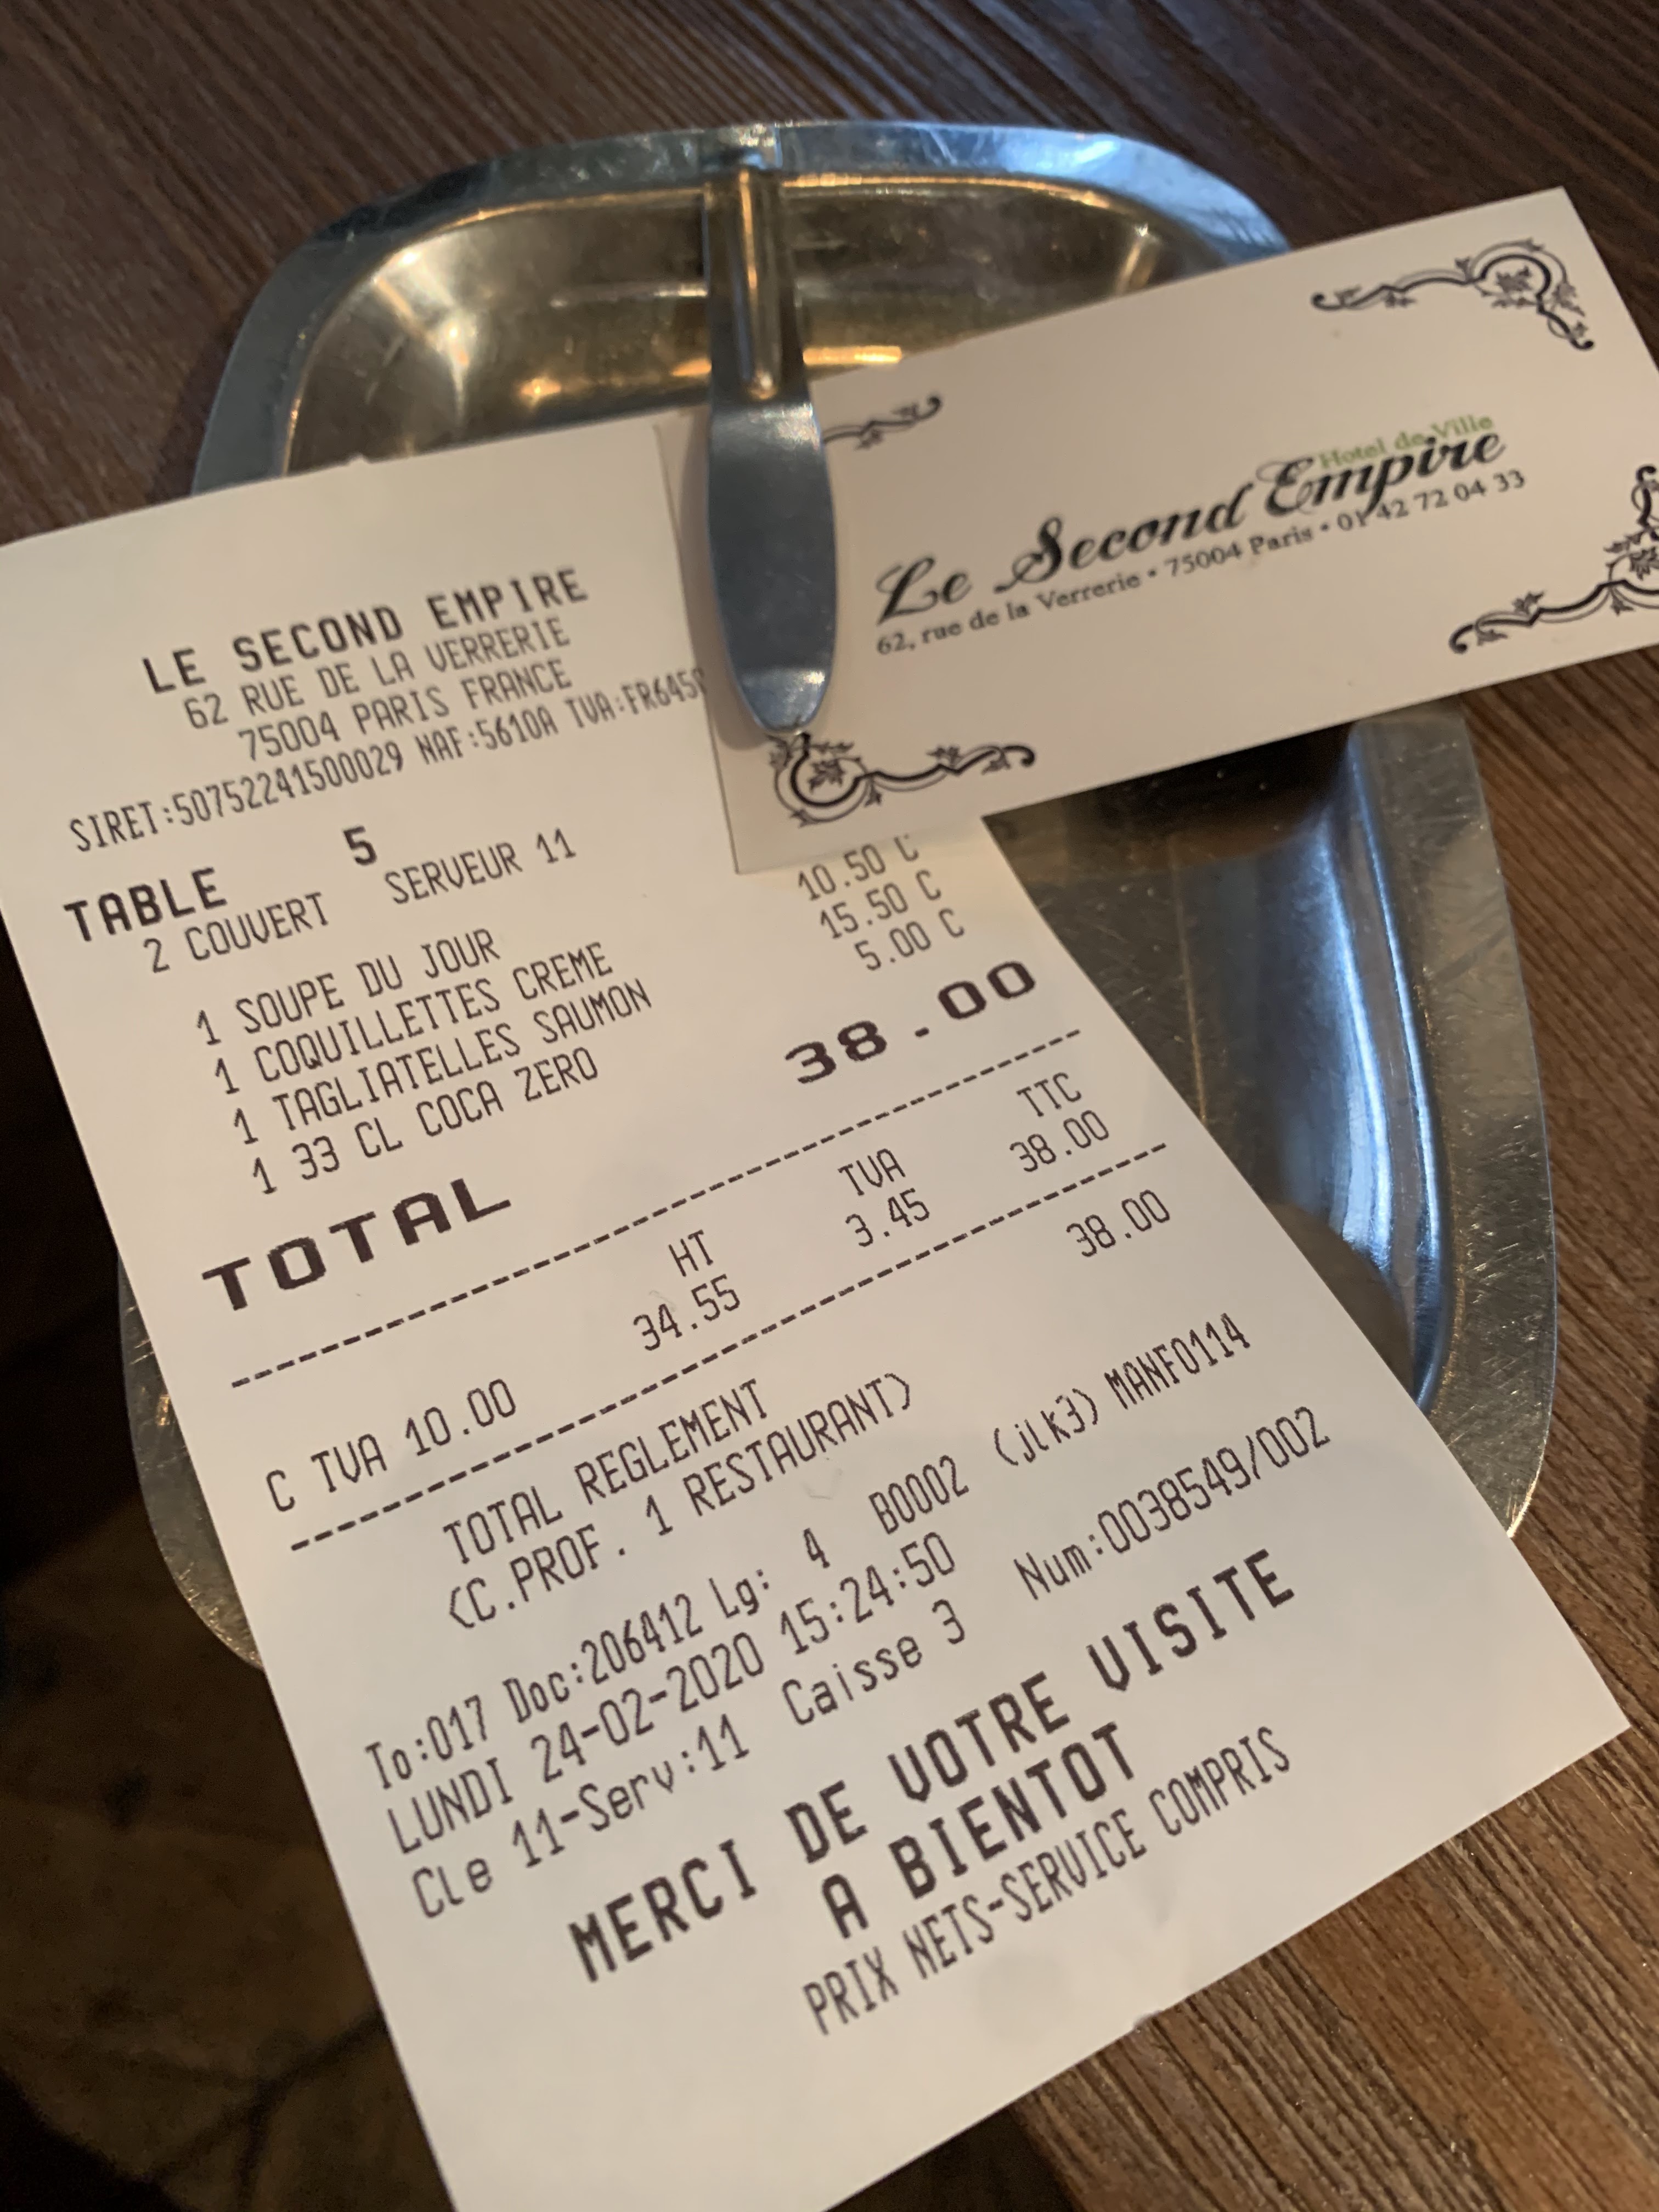 Hotel de Ville
Le Second Empire
62, rue de la Verrerie • 75004 Paris • 01 42 72 04 33
LE SECOND EMPIRE
62 RUE DE LA VERRERIE
75004 PARIS FRANCE
SIRET:50752241500029 NAF:5610A TVA:FR6450
TABLE 5
2 COUVERT SERVEUR 11
1 SOUPE DU JOUR
1 COQUILLETTES CREME 10.50 C
1 TAGLIATELLES SAUMON 15.50 C
1 33 CL COCA ZERO 5.00 C
TOTAL 38.00
HT TVA TTC
C TVA 10.00 34.55 3.45 38.00
TOTAL REGLEMENT 38.00
(C.PROF. 1 RESTAURANT)
To:017 Doc:206412 Lg: 4 B0002 (jlk3) MANF0114
LUNDI 24-02-2020 15:24:50
Cle 11-Serv:11 Caisse 3 Num:0038549/002
MERCI DE VOTRE VISITE
A BIENTOT
PRIX NETS-SERVICE COMPRIS